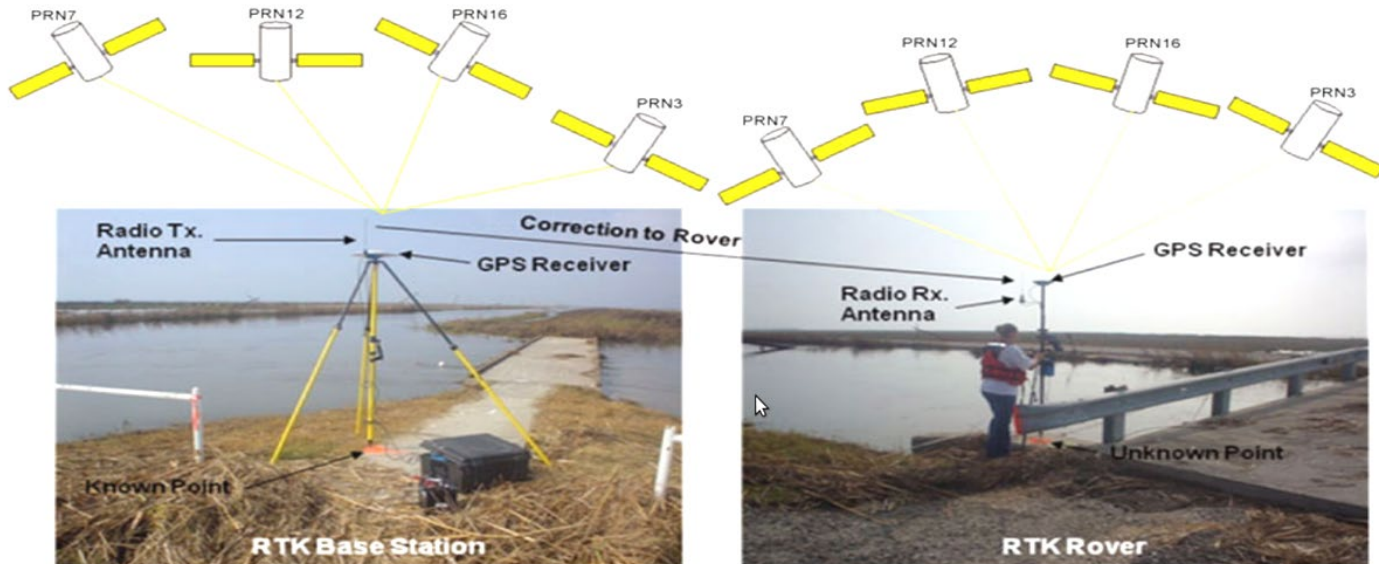 PRN7
PRN12
PRN16
PRN3
PRN7
PRN12
PRN16
PRN3
Radio Tx.
Antenna
GPS Receiver
Correction to Rover
GPS Receiver
Radio Rx.
Antenna
Known Point
Unknown Point
RTK Base Station
RTK Rover